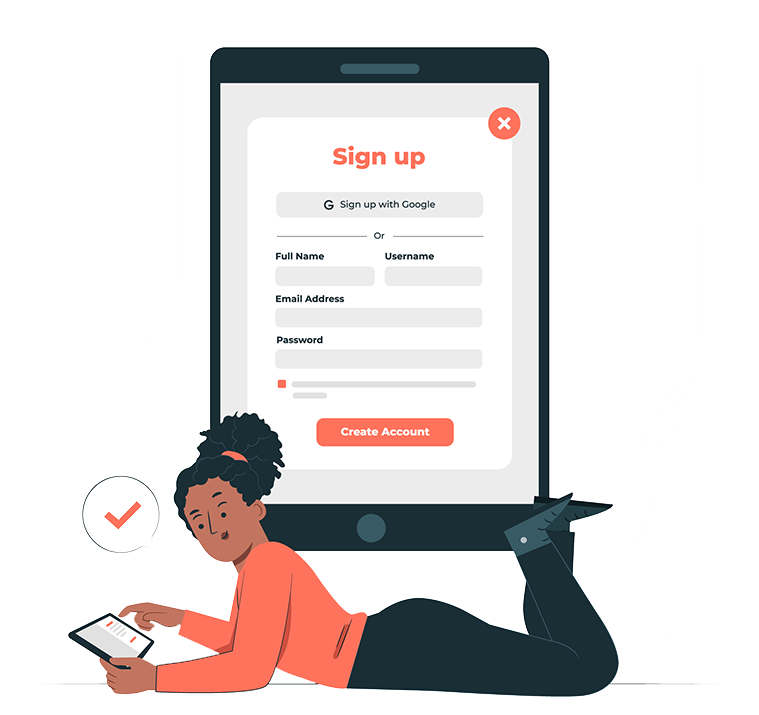 Sign up
G Sign up with Google
Or
Full Name Username
Email Address
Password
Create Account